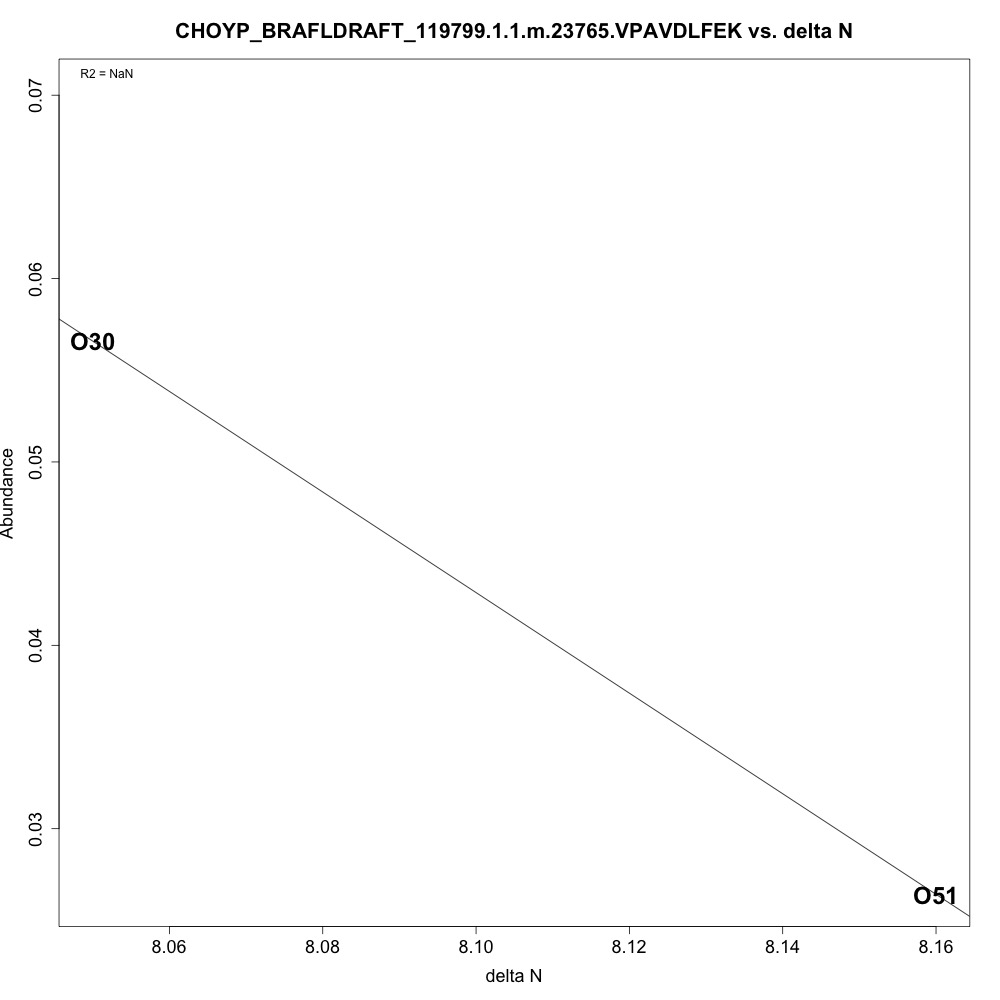 CHOYP_BRAFLDRAFT_119799.1.1.m.23765.VPAVDLFEK vs. delta N
R2 = NaN
0.07
0.06
0.05
0.04
0.03
Abundance
O30
O51
8.06 8.08 8.10 8.12 8.14 8.16
delta N